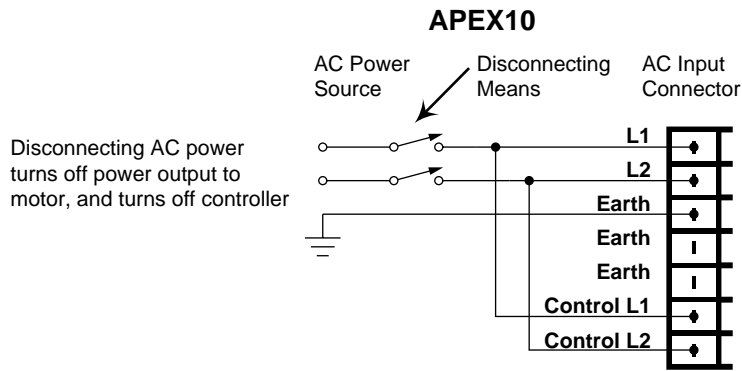 APEX10
AC Power
Source
Disconnecting
Means
AC Input
Connector
Disconnecting AC power
turns off power output to
motor, and turns off controller
L1
L2
Earth
Earth
Earth
Control L1
Control L2